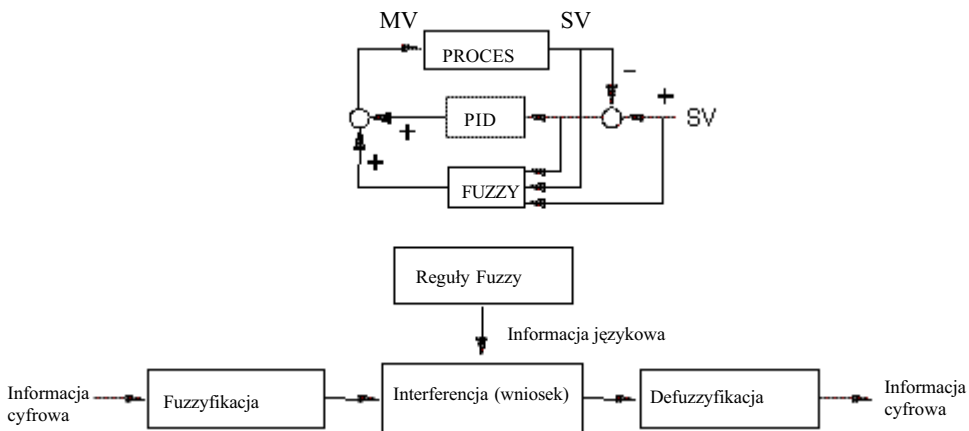 MV SV
PROCES
−
+
PID
SV
+
+
FUZZY
Reguły Fuzzy
Informacja językowa
Informacja
cyfrowa
Fuzzyfikacja
Interferencja (wniosek)
Defuzzyfikacja
Informacja
cyfrowa